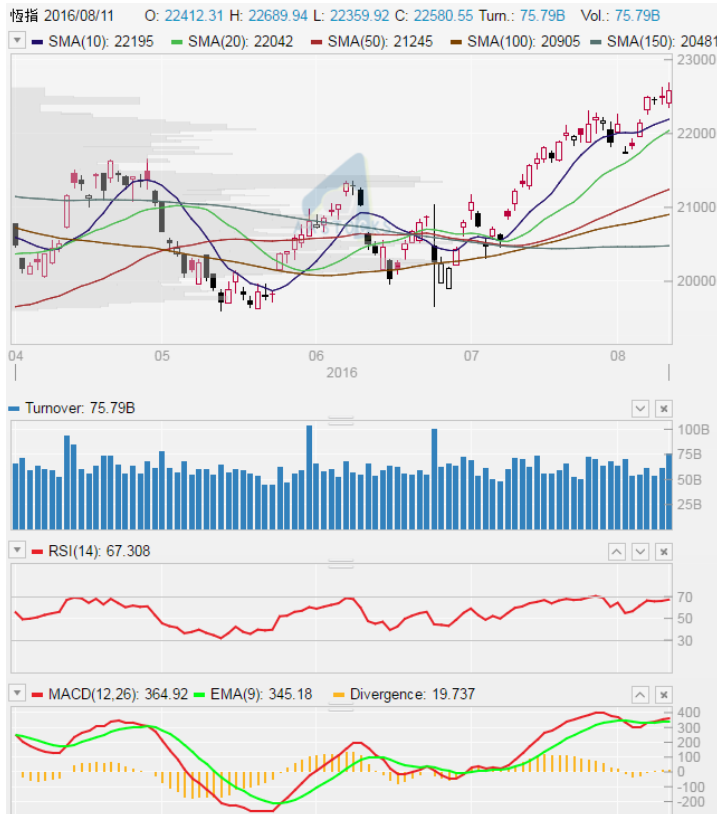 恆指 2016/08/11 O: 22412.31 H: 22689.94 L: 22359.92 C: 22580.55 Turn.: 75.79B Vol.: 75.79B
SMA(10): 22195 SMA(20): 22042 SMA(50): 21245 SMA(100): 20905 SMA(150): 20481
23000
22000
21000
20000
04 05 06 07 08
2016
Turnover: 75.79B
100B
75B
50B
25B
RSI(14): 67.308
70
50
30
MACD(12,26): 364.92 EMA(9): 345.18 Divergence: 19.737
400
300
200
100
0
-100
-200